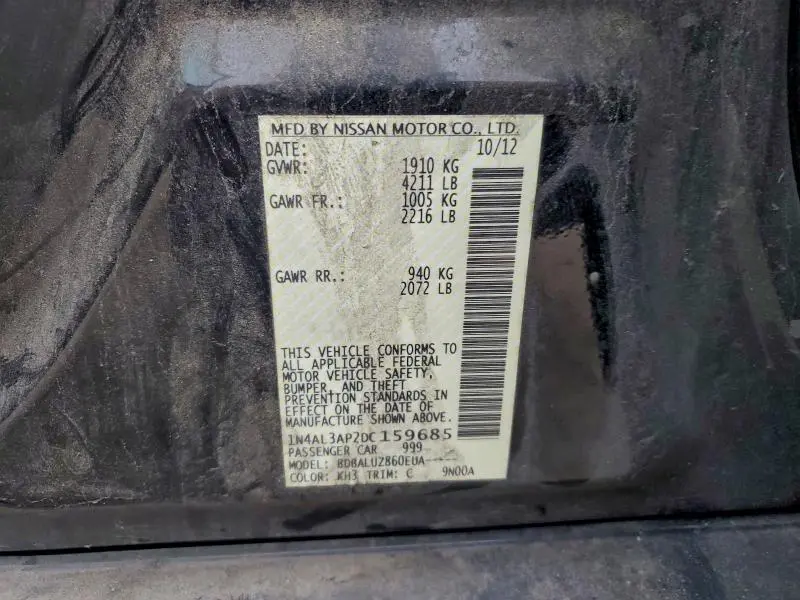 MFD BY NISSAN MOTOR CO., LTD.
DATE: 10/12
GVWR: 1910 KG
4211 LB
GAWR FR.: 1005 KG
2216 LB
GAWR RR.: 940 KG
2072 LB
THIS VEHICLE CONFORMS TO
ALL APPLICABLE FEDERAL
MOTOR VEHICLE SAFETY,
BUMPER, AND THEFT
PREVENTION STANDARDS IN
EFFECT ON THE DATE OF
MANUFACTURE SHOWN ABOVE.
1N4AL3AP2DC159685
PASSENGER CAR 999
MODEL: BDBALUZ860EUA-----
COLOR: KH3 TRIM: C 9N00A